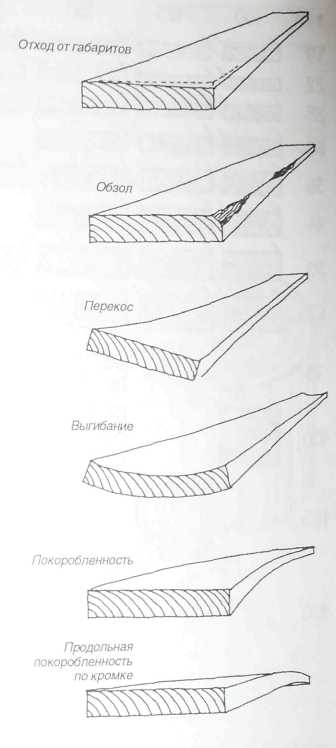 Отход от габаритов
Обзол
Перекос
Выгибание
Покоробленность
Продольная
покоробленность
по кромке